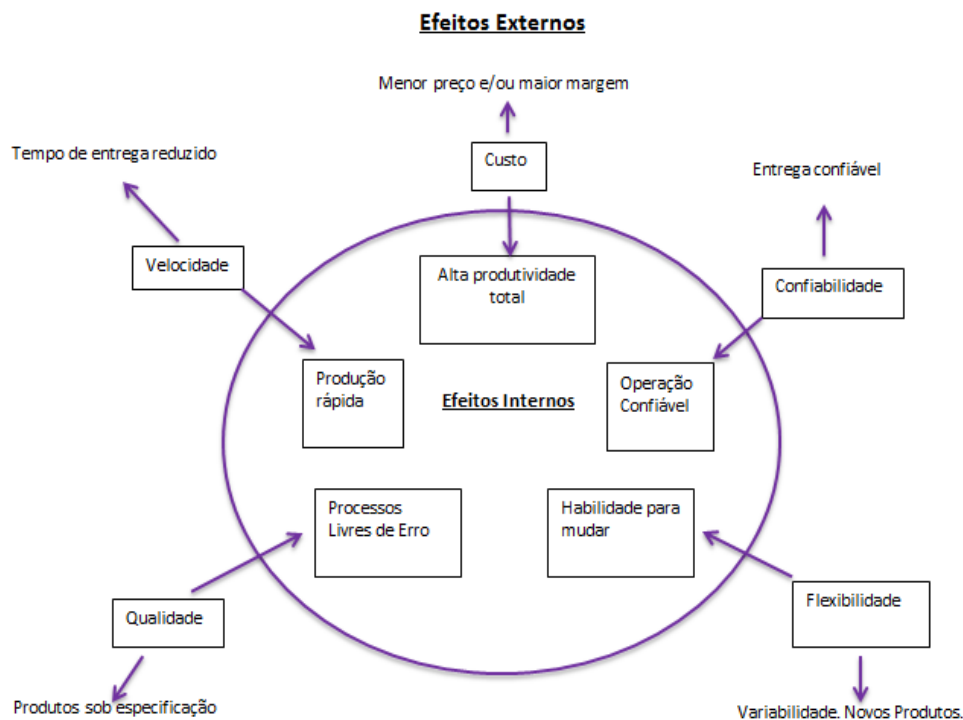 Efeitos Externos
Menor preço e/ou maior margem
Tempo de entrega reduzido
Custo
Entrega confiável
Velocidade
Alta produtividade
total
Confiabilidade
Produção
rápida
Efeitos Internos
Operação
Confiável
Processos
Livres de Erro
Habilidade para
mudar
Qualidade
Flexibilidade
Produtos sob especificação
Variabilidade. Novos Produtos.